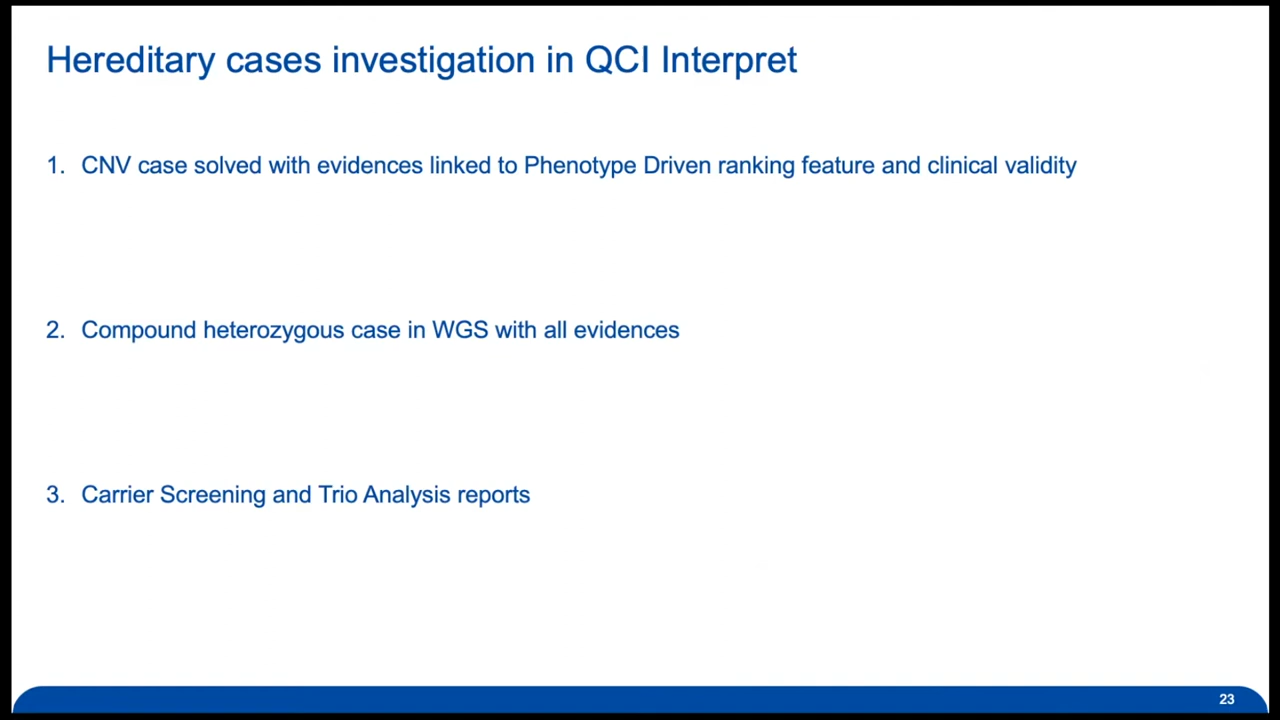 Hereditary cases investigation in QCI Interpret
1. CNV case solved with evidences linked to Phenotype Driven ranking feature and clinical validity
2. Compound heterozygous case in WGS with all evidences
3. Carrier Screening and Trio Analysis reports
23